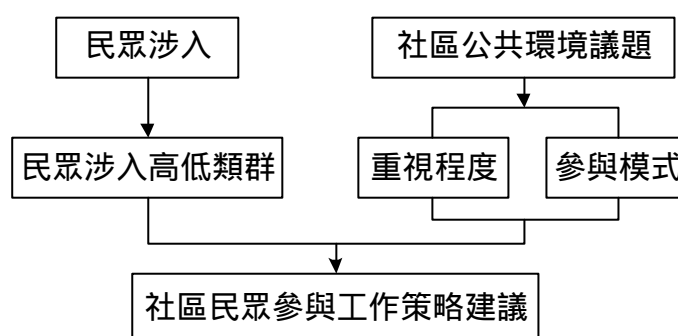 民眾涉入
社區公共環境議題
民眾涉入高低類群
重視程度
參與模式
社区民眾參與工作策略建議